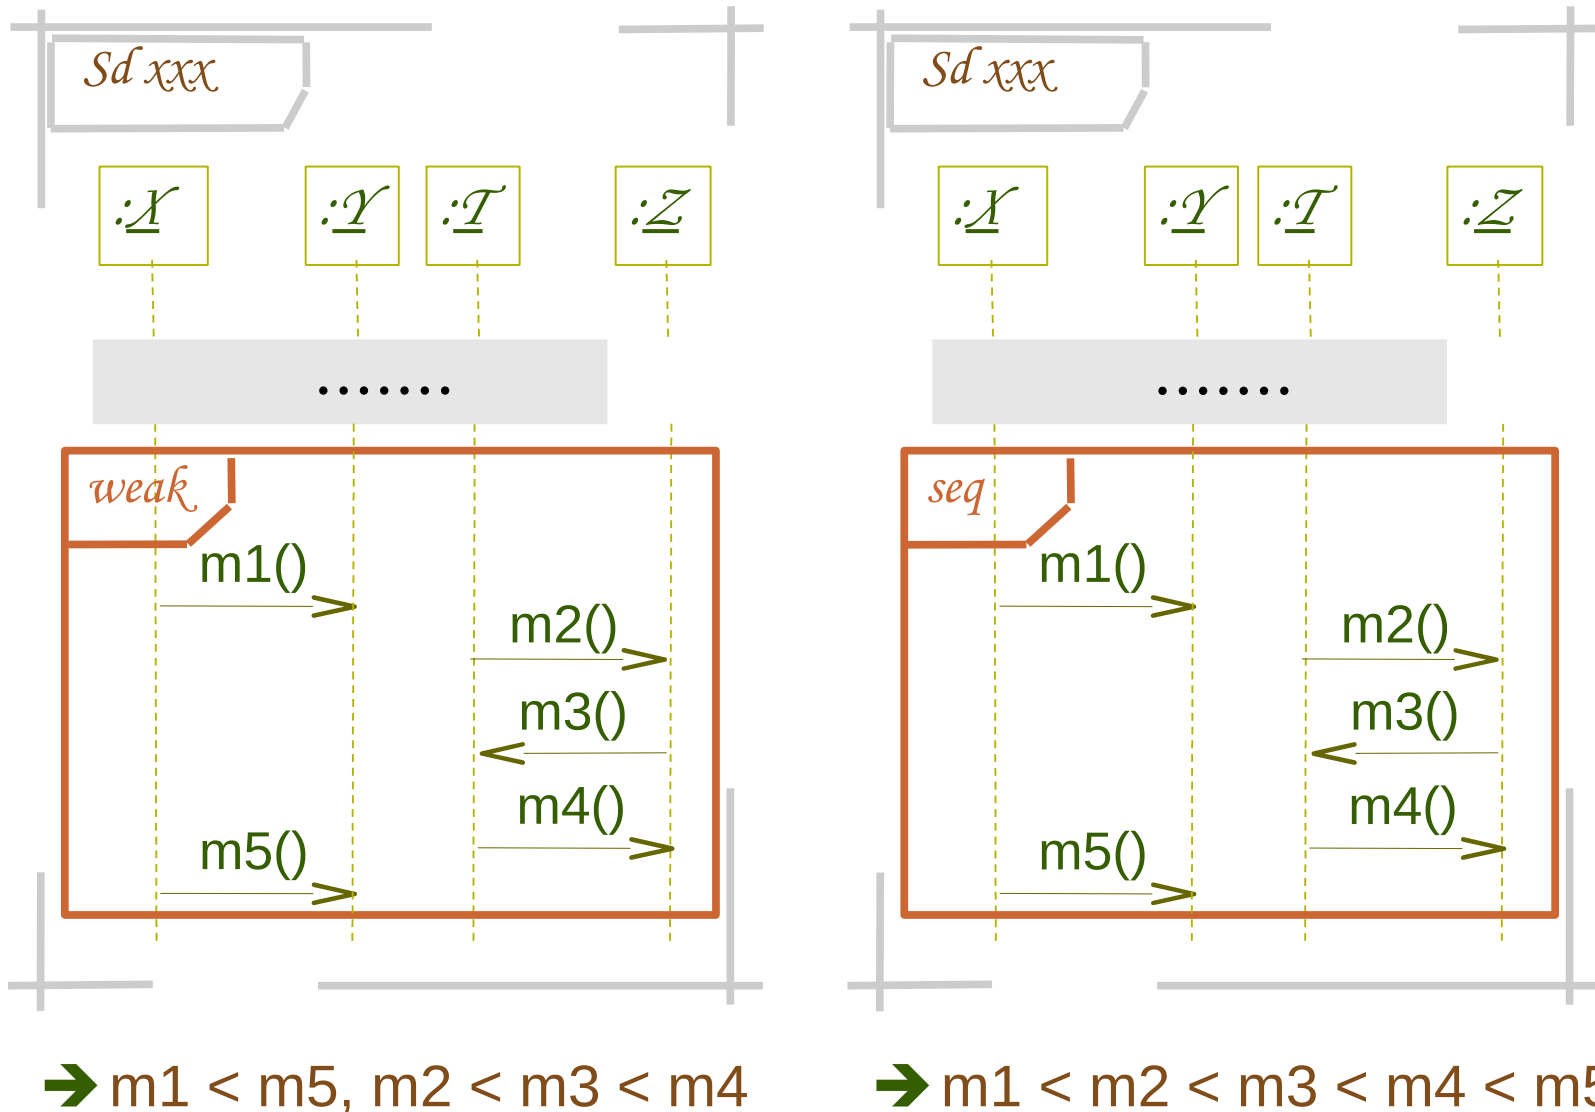 Sd xxx
:X :Y :T :Z
.......
weak
m1()
m2()
m3()
m4()
m5()
➔ m1 < m5, m2 < m3 < m4
Sd xxx
:X :Y :T :Z
.......
seq
m1()
m2()
m3()
m4()
m5()
➔ m1 < m2 < m3 < m4 < m5